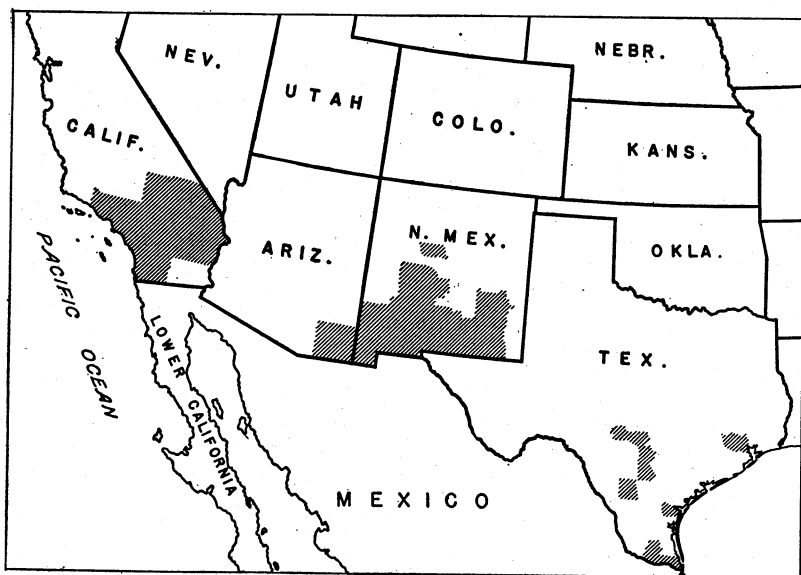 NEBR.
NEV.
UTAH
COLO.
CALIF.
KANS.
N. MEX.
ARIZ.
OKLA.
PACIFIC OCEAN
LOWER CALIFORNIA
TEX.
MEXICO